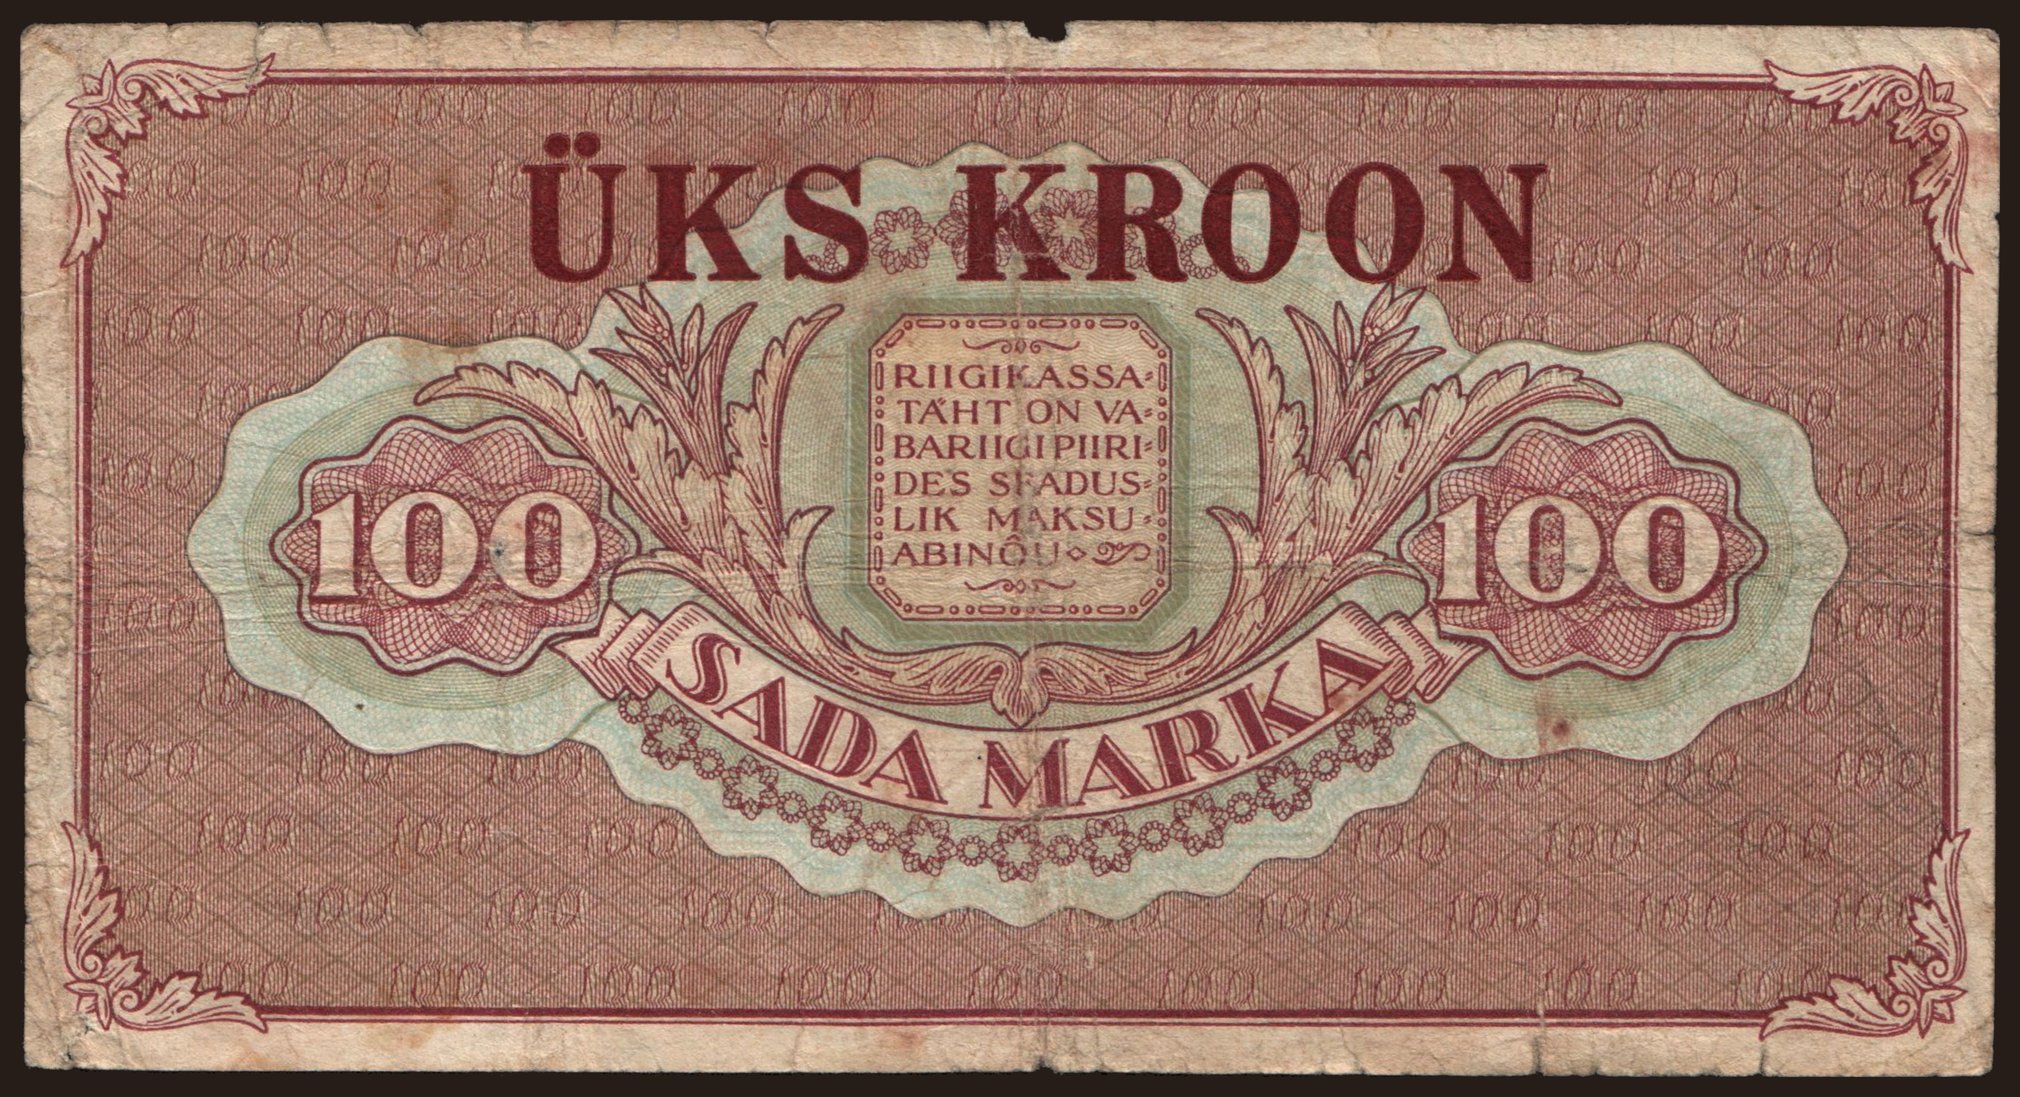 ÜKS KROON
RIIGIKASSA-
TÄHT ON VA-
BARIIGI PIIRI-
DES SEADUS-
LIK MAKSU-
ABINÕU
100
100
SADA MARKA